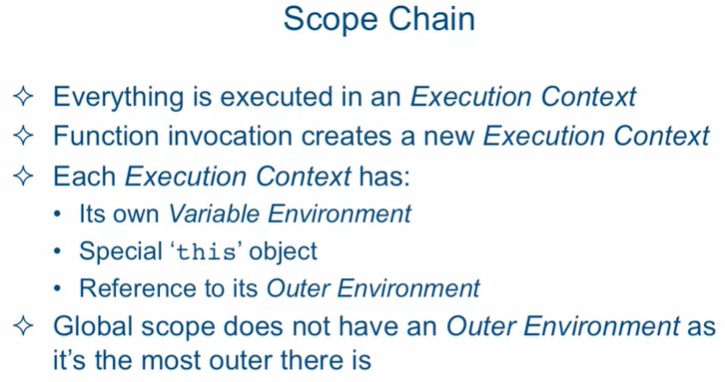 Scope Chain
✧ Everything is executed in an Execution Context
✧ Function invocation creates a new Execution Context
✧ Each Execution Context has:
• Its own Variable Environment
• Special ‘this’ object
• Reference to its Outer Environment
✧ Global scope does not have an Outer Environment as
it’s the most outer there is